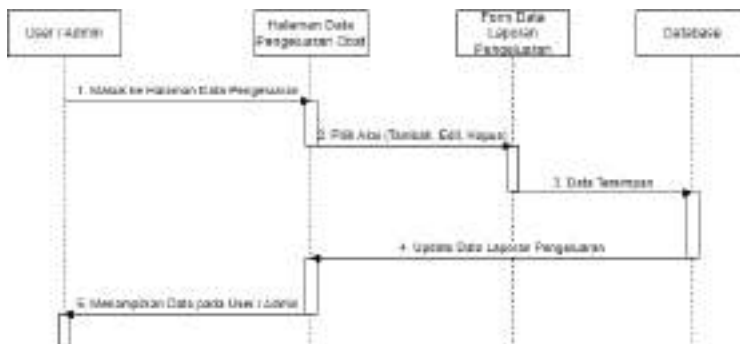 User / Admin
Halaman Data
Pengeluaran Obat
Form Data
Laporan
Pengeluaran
Database
1. Masuk ke Halaman Data Pengeluaran
2. Pilih Aksi (Tambah, Edit, Hapus)
3. Data Tersimpan
4. Update Data Laporan Pengeluaran
5. Menampilkan Data pada User / Admin